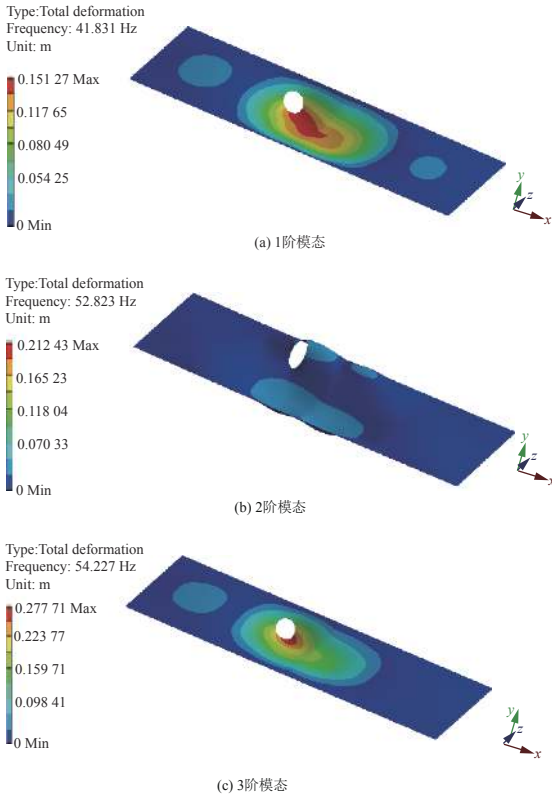 Type:Total deformation
Frequency: 41.831 Hz
Unit: m
0.151 27 Max
0.117 65
0.080 49
0.054 25
0 Min
y
z
x
(a) 1阶模态
Type:Total deformation
Frequency: 52.823 Hz
Unit: m
0.212 43 Max
0.165 23
0.118 04
0.070 33
0 Min
y
z
x
(b) 2阶模态
Type:Total deformation
Frequency: 54.227 Hz
Unit: m
0.277 71 Max
0.223 77
0.159 71
0.098 41
0 Min
y
z
x
(c) 3阶模态